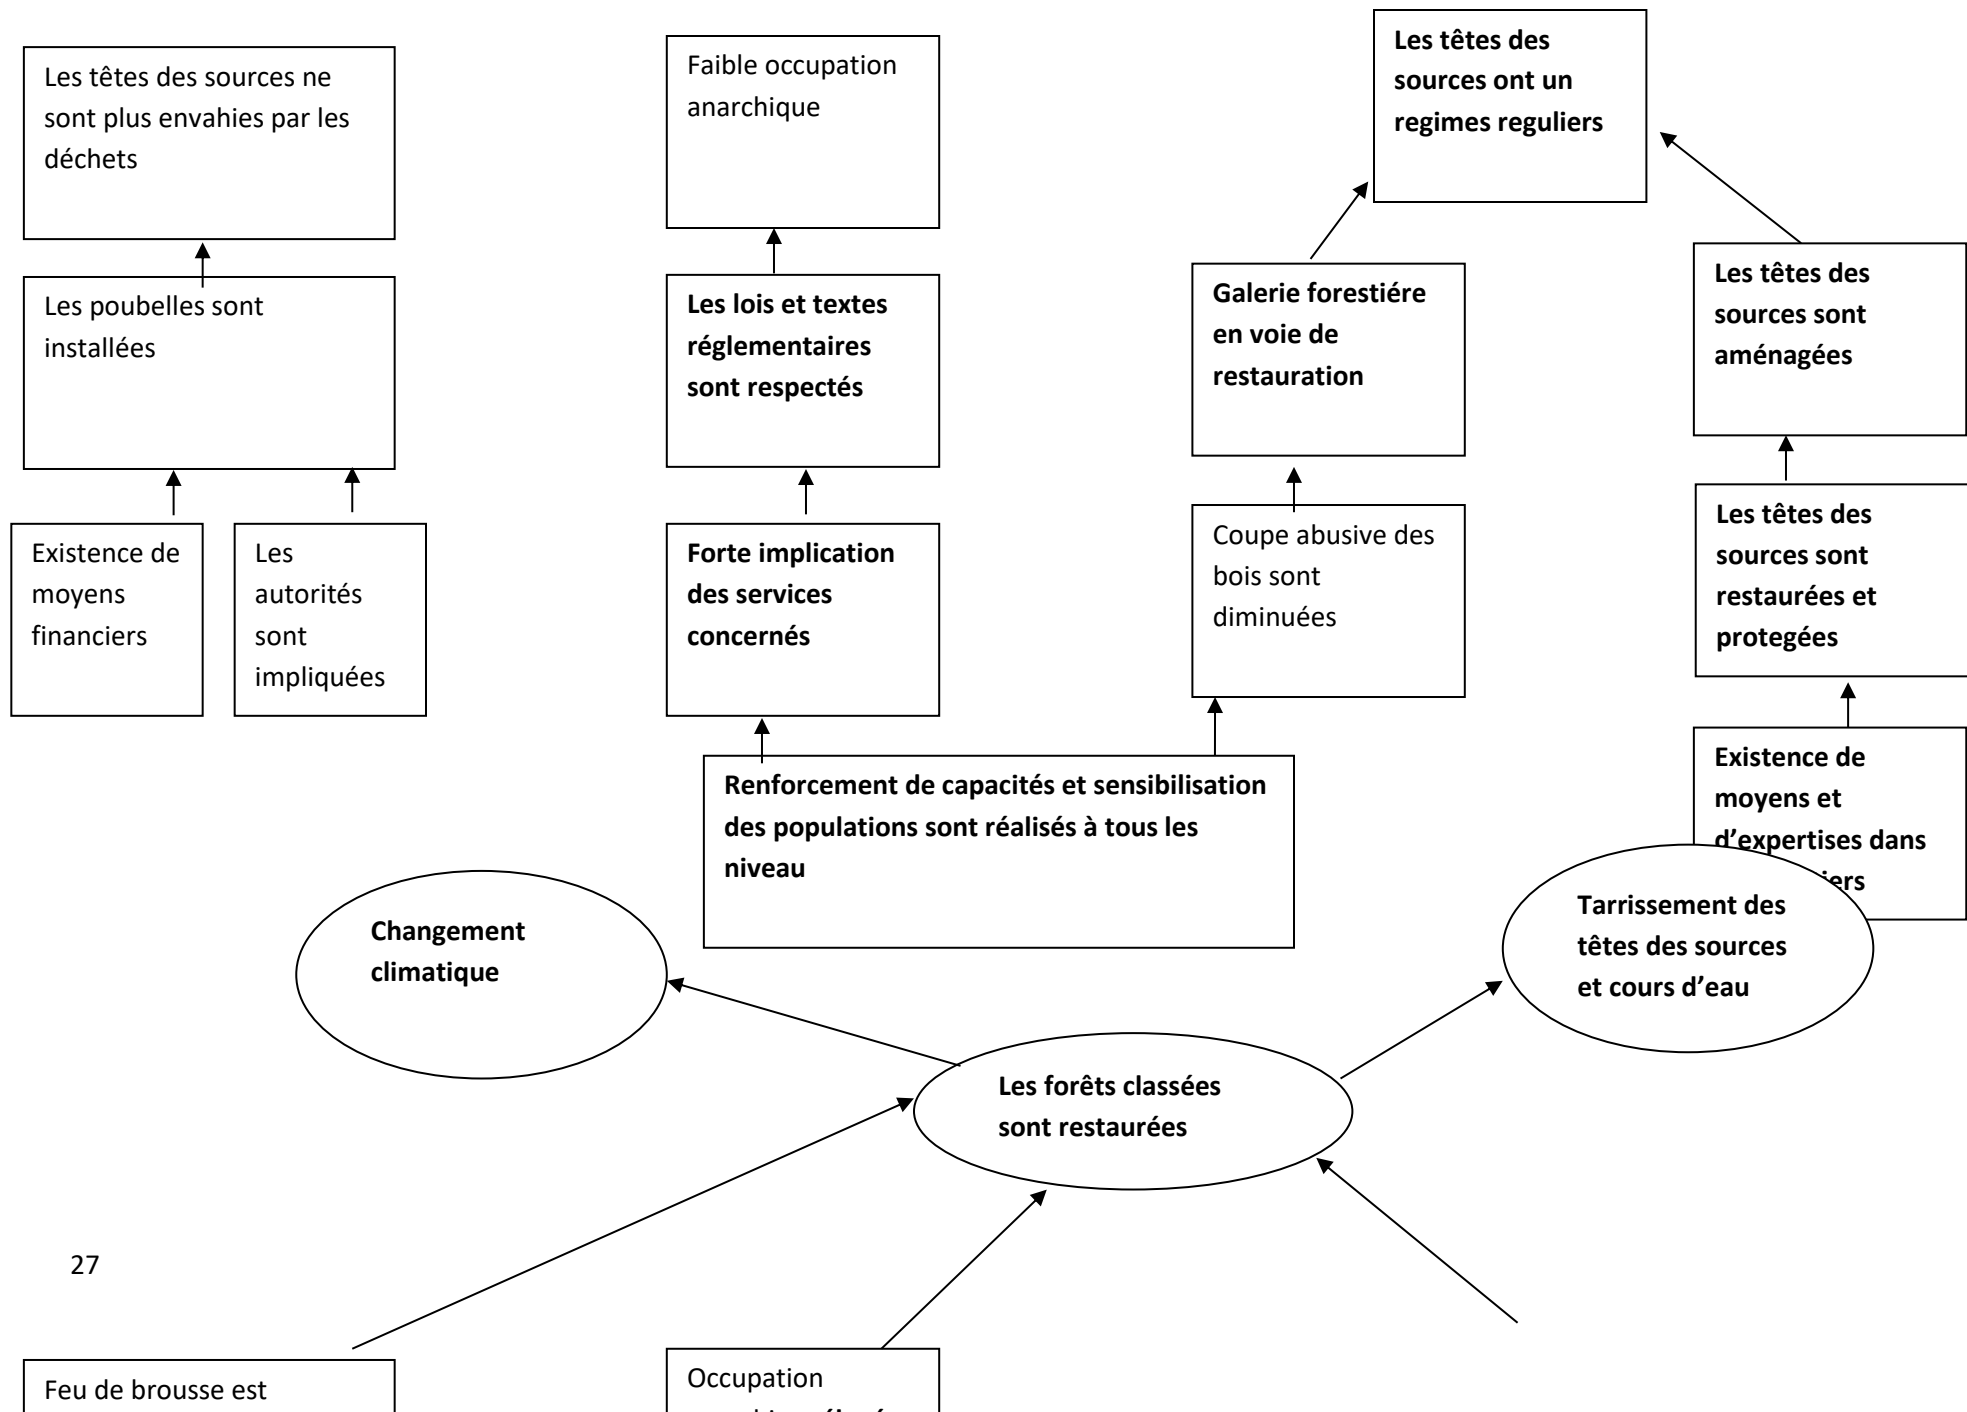 Les têtes des sources ne
sont plus envahies par les
déchets
Faible occupation
anarchique
Les têtes des
sources ont un
regimes reguliers
Les poubelles sont
installées
Les lois et textes
réglementaires
sont respectés
Galerie forestiére
en voie de
restauration
Les têtes des
sources sont
aménagées
Existence de
moyens
financiers
Les
autorités
sont
impliquées
Forte implication
des services
concernés
Coupe abusive des
bois sont
diminuées
Les têtes des
sources sont
restaurées et
protegées
Renforcement de capacités et sensibilisation
des populations sont réalisés à tous les
niveau
Existence de
moyens et
d’expertises dans
Changement
climatique
Tarrissement des
têtes des sources
et cours d’eau
Les forêts classées
sont restaurées
27
Feu de brousse est
Occupation